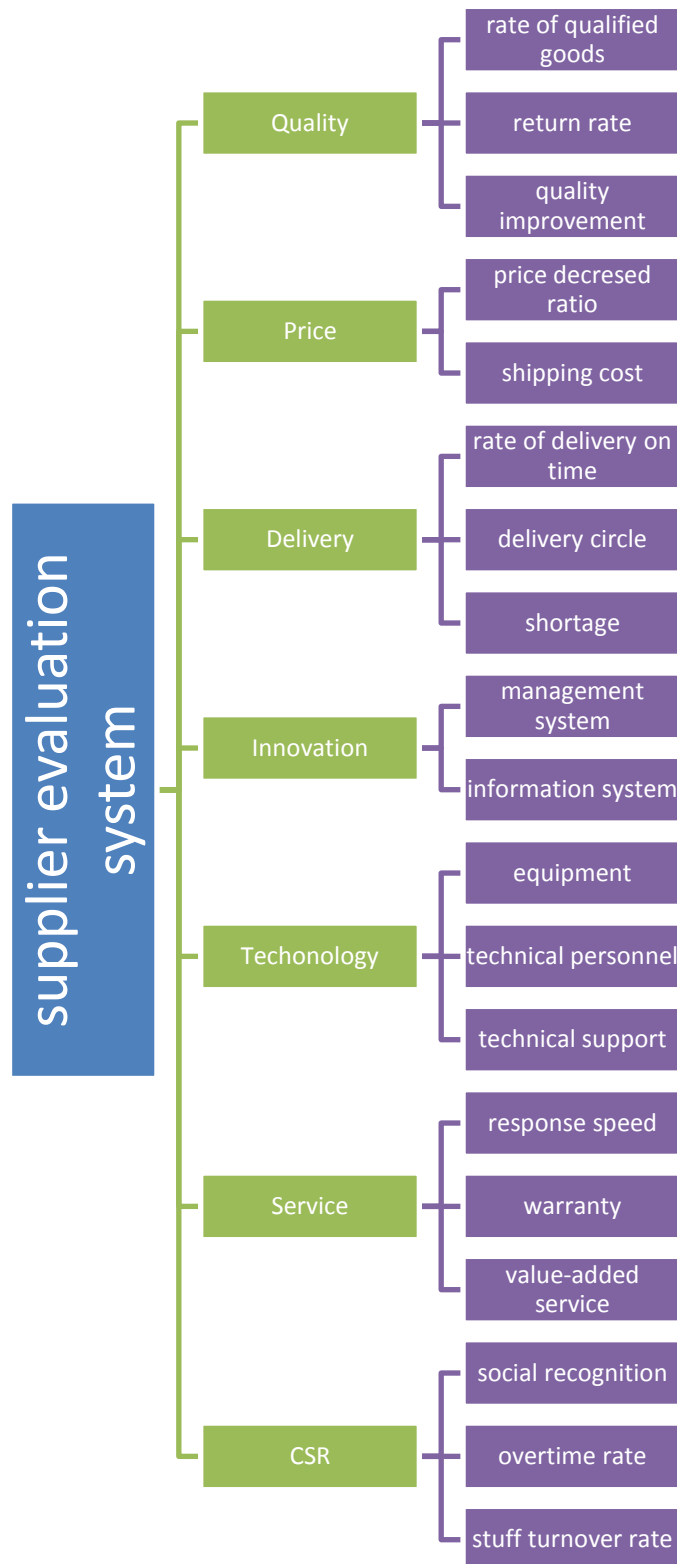 supplier evaluation
system
Quality
rate of qualified
goods
return rate
quality
improvement
Price
price decresed
ratio
shipping cost
Delivery
rate of delivery on
time
delivery circle
shortage
Innovation
management
system
information system
Techonology
equipment
technical personnel
technical support
Service
response speed
warranty
value-added
service
CSR
social recognition
overtime rate
stuff turnover rate